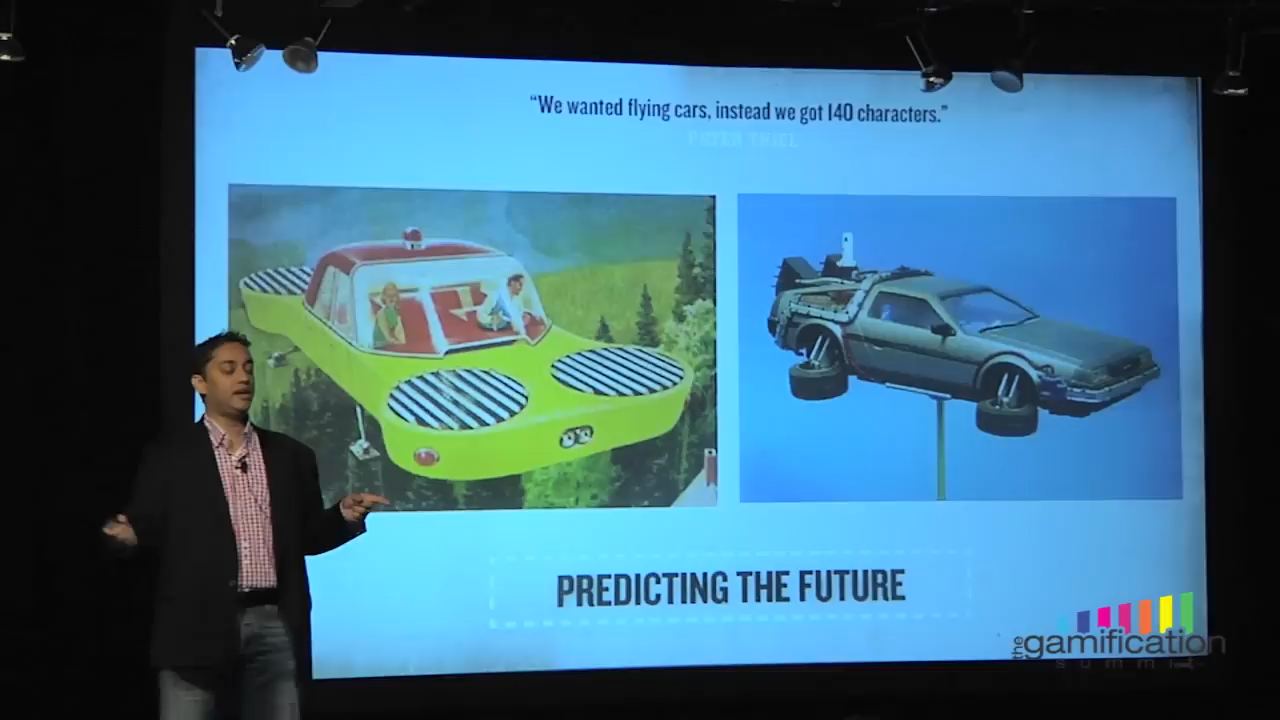 “We wanted flying cars, instead we got 140 characters.”
PETER THIEL
PREDICTING THE FUTURE
the gamification
summit